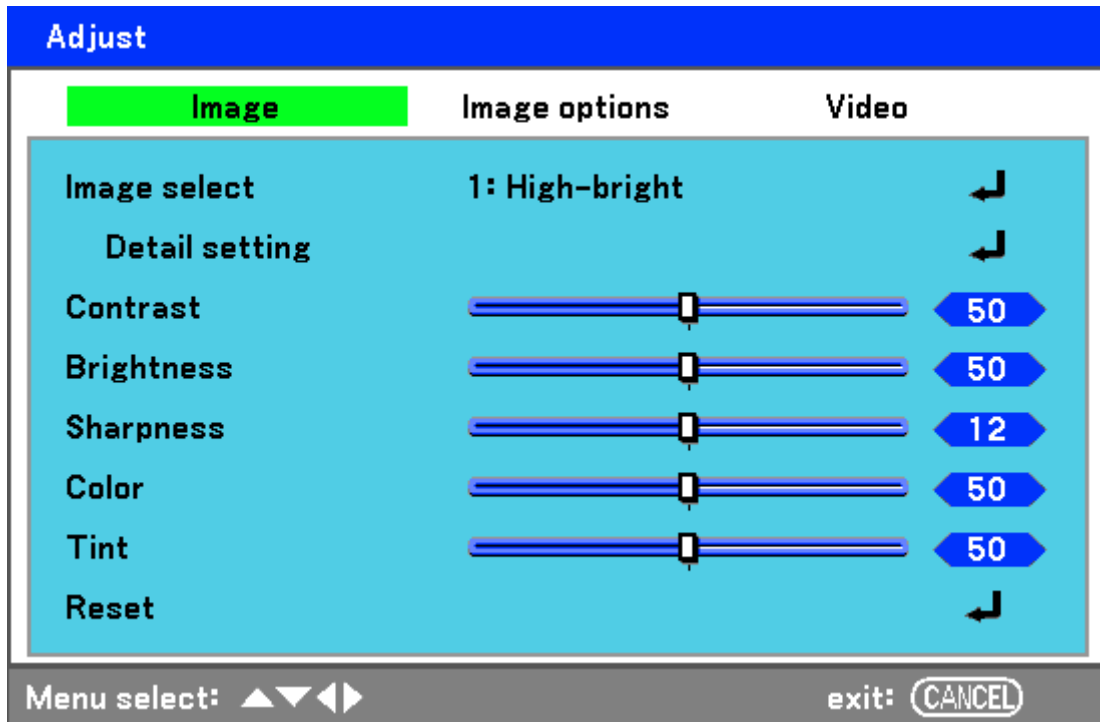 Adjust
Image Image options Video
Image select 1: High-bright
Detail setting
Contrast 50
Brightness 50
Sharpness 12
Color 50
Tint 50
Reset
Menu select: exit: CANCEL